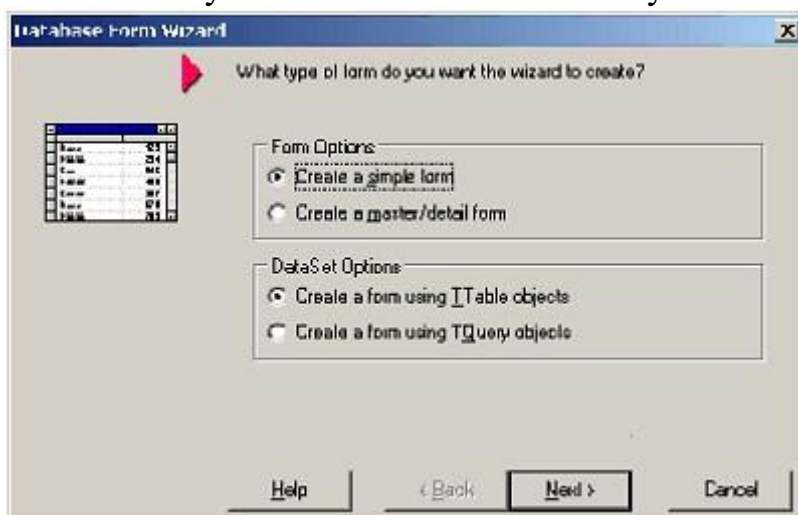 Database Form Wizard
What type of form do you want the wizard to create?
Form Options
Create a simple form
Create a master/detail form
DataSet Options
Create a form using TTable objects
Create a form using TQuery objects
Help
< Back
Next >
Cancel